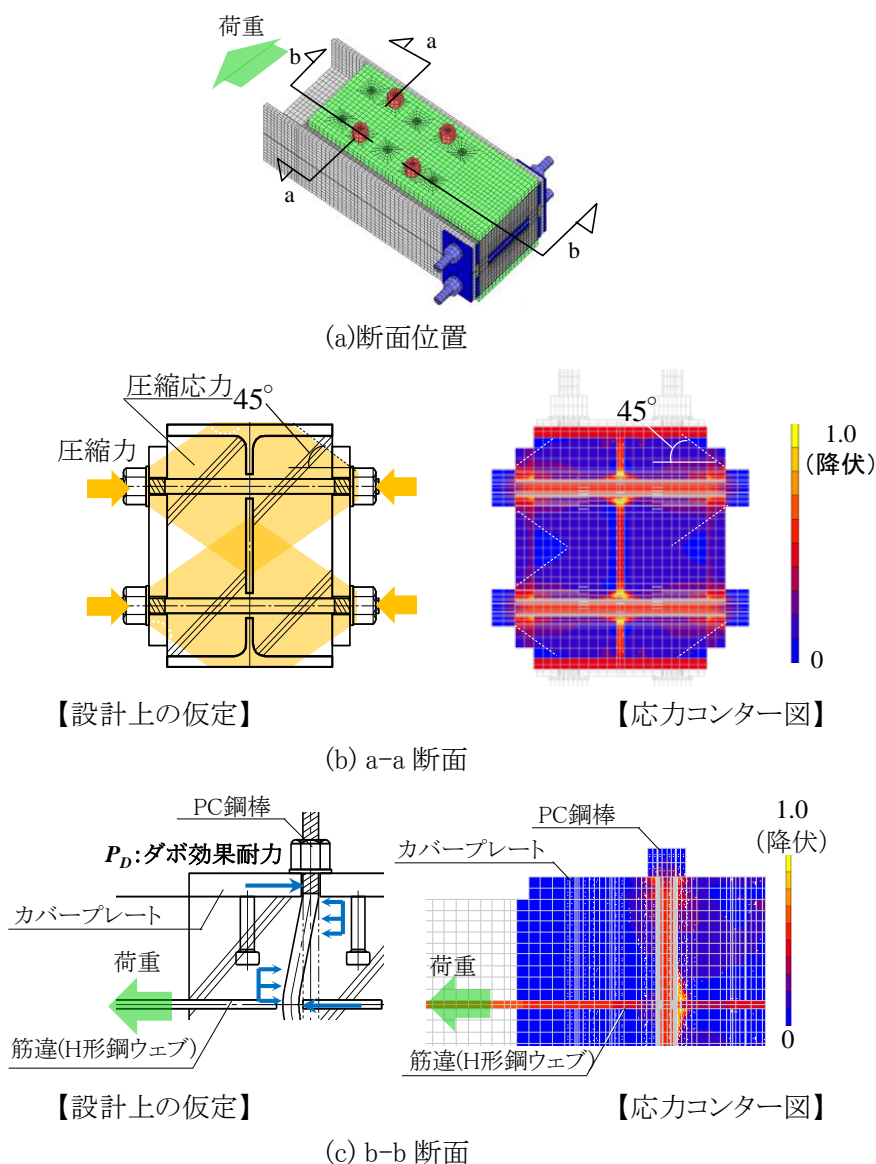 荷重
a
b
a
b
(a)断面位置
圧縮応力
45°
圧縮力
45°
1.0
(降伏)
0
【設計上の仮定】
【応力コンター図】
(b) a-a 断面
PC鋼棒
P_D:ダボ効果耐力
カバープレート
荷重
筋違(H形鋼ウェブ)
【設計上の仮定】
PC鋼棒
1.0
(降伏)
カバープレート
荷重
0
筋違(H形鋼ウェブ)
【応力コンター図】
(c) b-b 断面